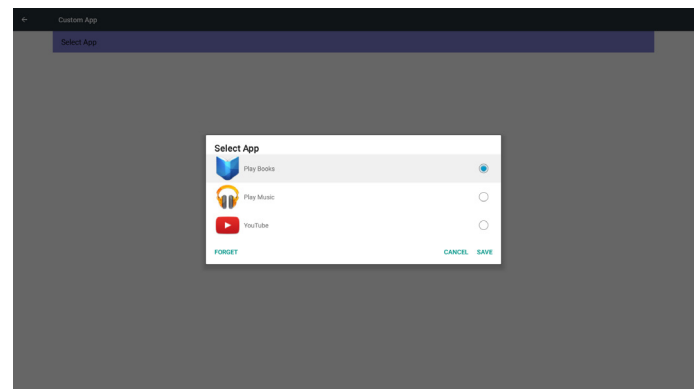 Custom App
Select App
Select App
Play Books
Play Music
YouTube
FORGET CANCEL SAVE